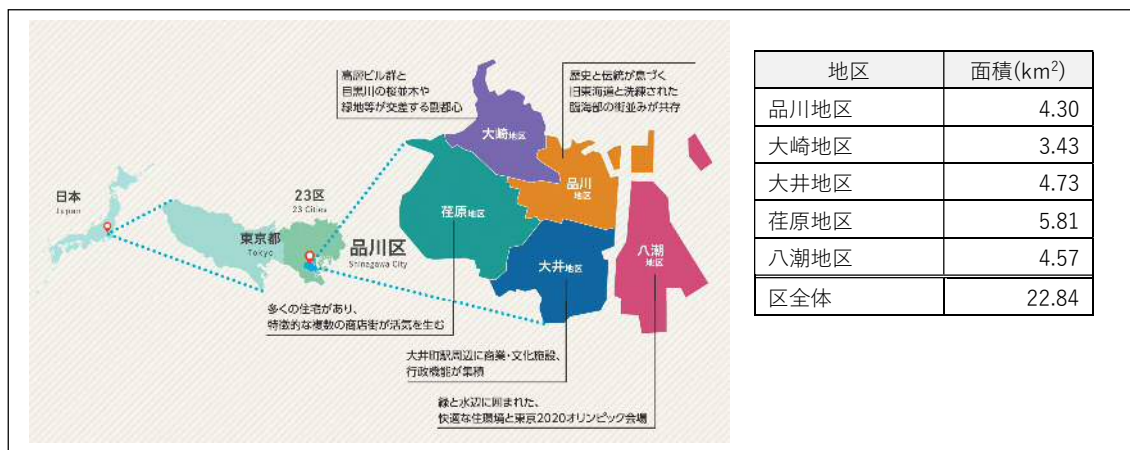 高層ビル群と
目黒川の桜並木や
緑地等が交差する副都心
歴史と伝統が息づく
旧東海道と洗練された
臨海部の街並みが共存
大崎地区
品川
地区
荏原地区
八潮
地区
大井地区
日本
Japan
23区
23 Cities
東京都
Tokyo
品川区
Shinagawa City
多くの住宅があり、
特徴的な複数の商店街が活気を生む
大井町駅周辺に商業・文化施設、
行政機能が集積
緑と水辺に囲まれた、
快適な住環境と東京2020オリンピック会場
地区 面積(km²)
品川地区 4.30
大崎地区 3.43
大井地区 4.73
荏原地区 5.81
八潮地区 4.57
区全体 22.84